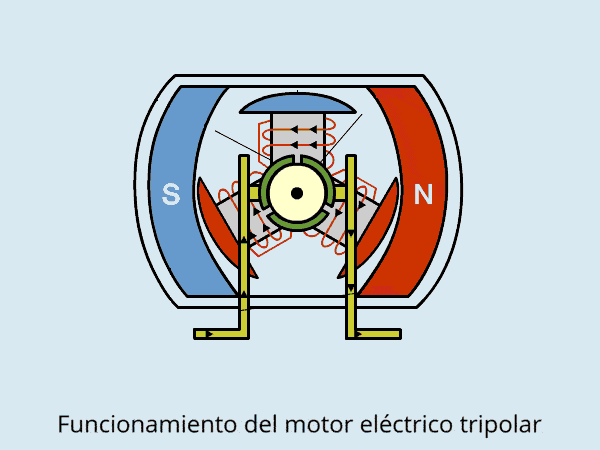 S
N
Funcionamiento del motor eléctrico tripolar